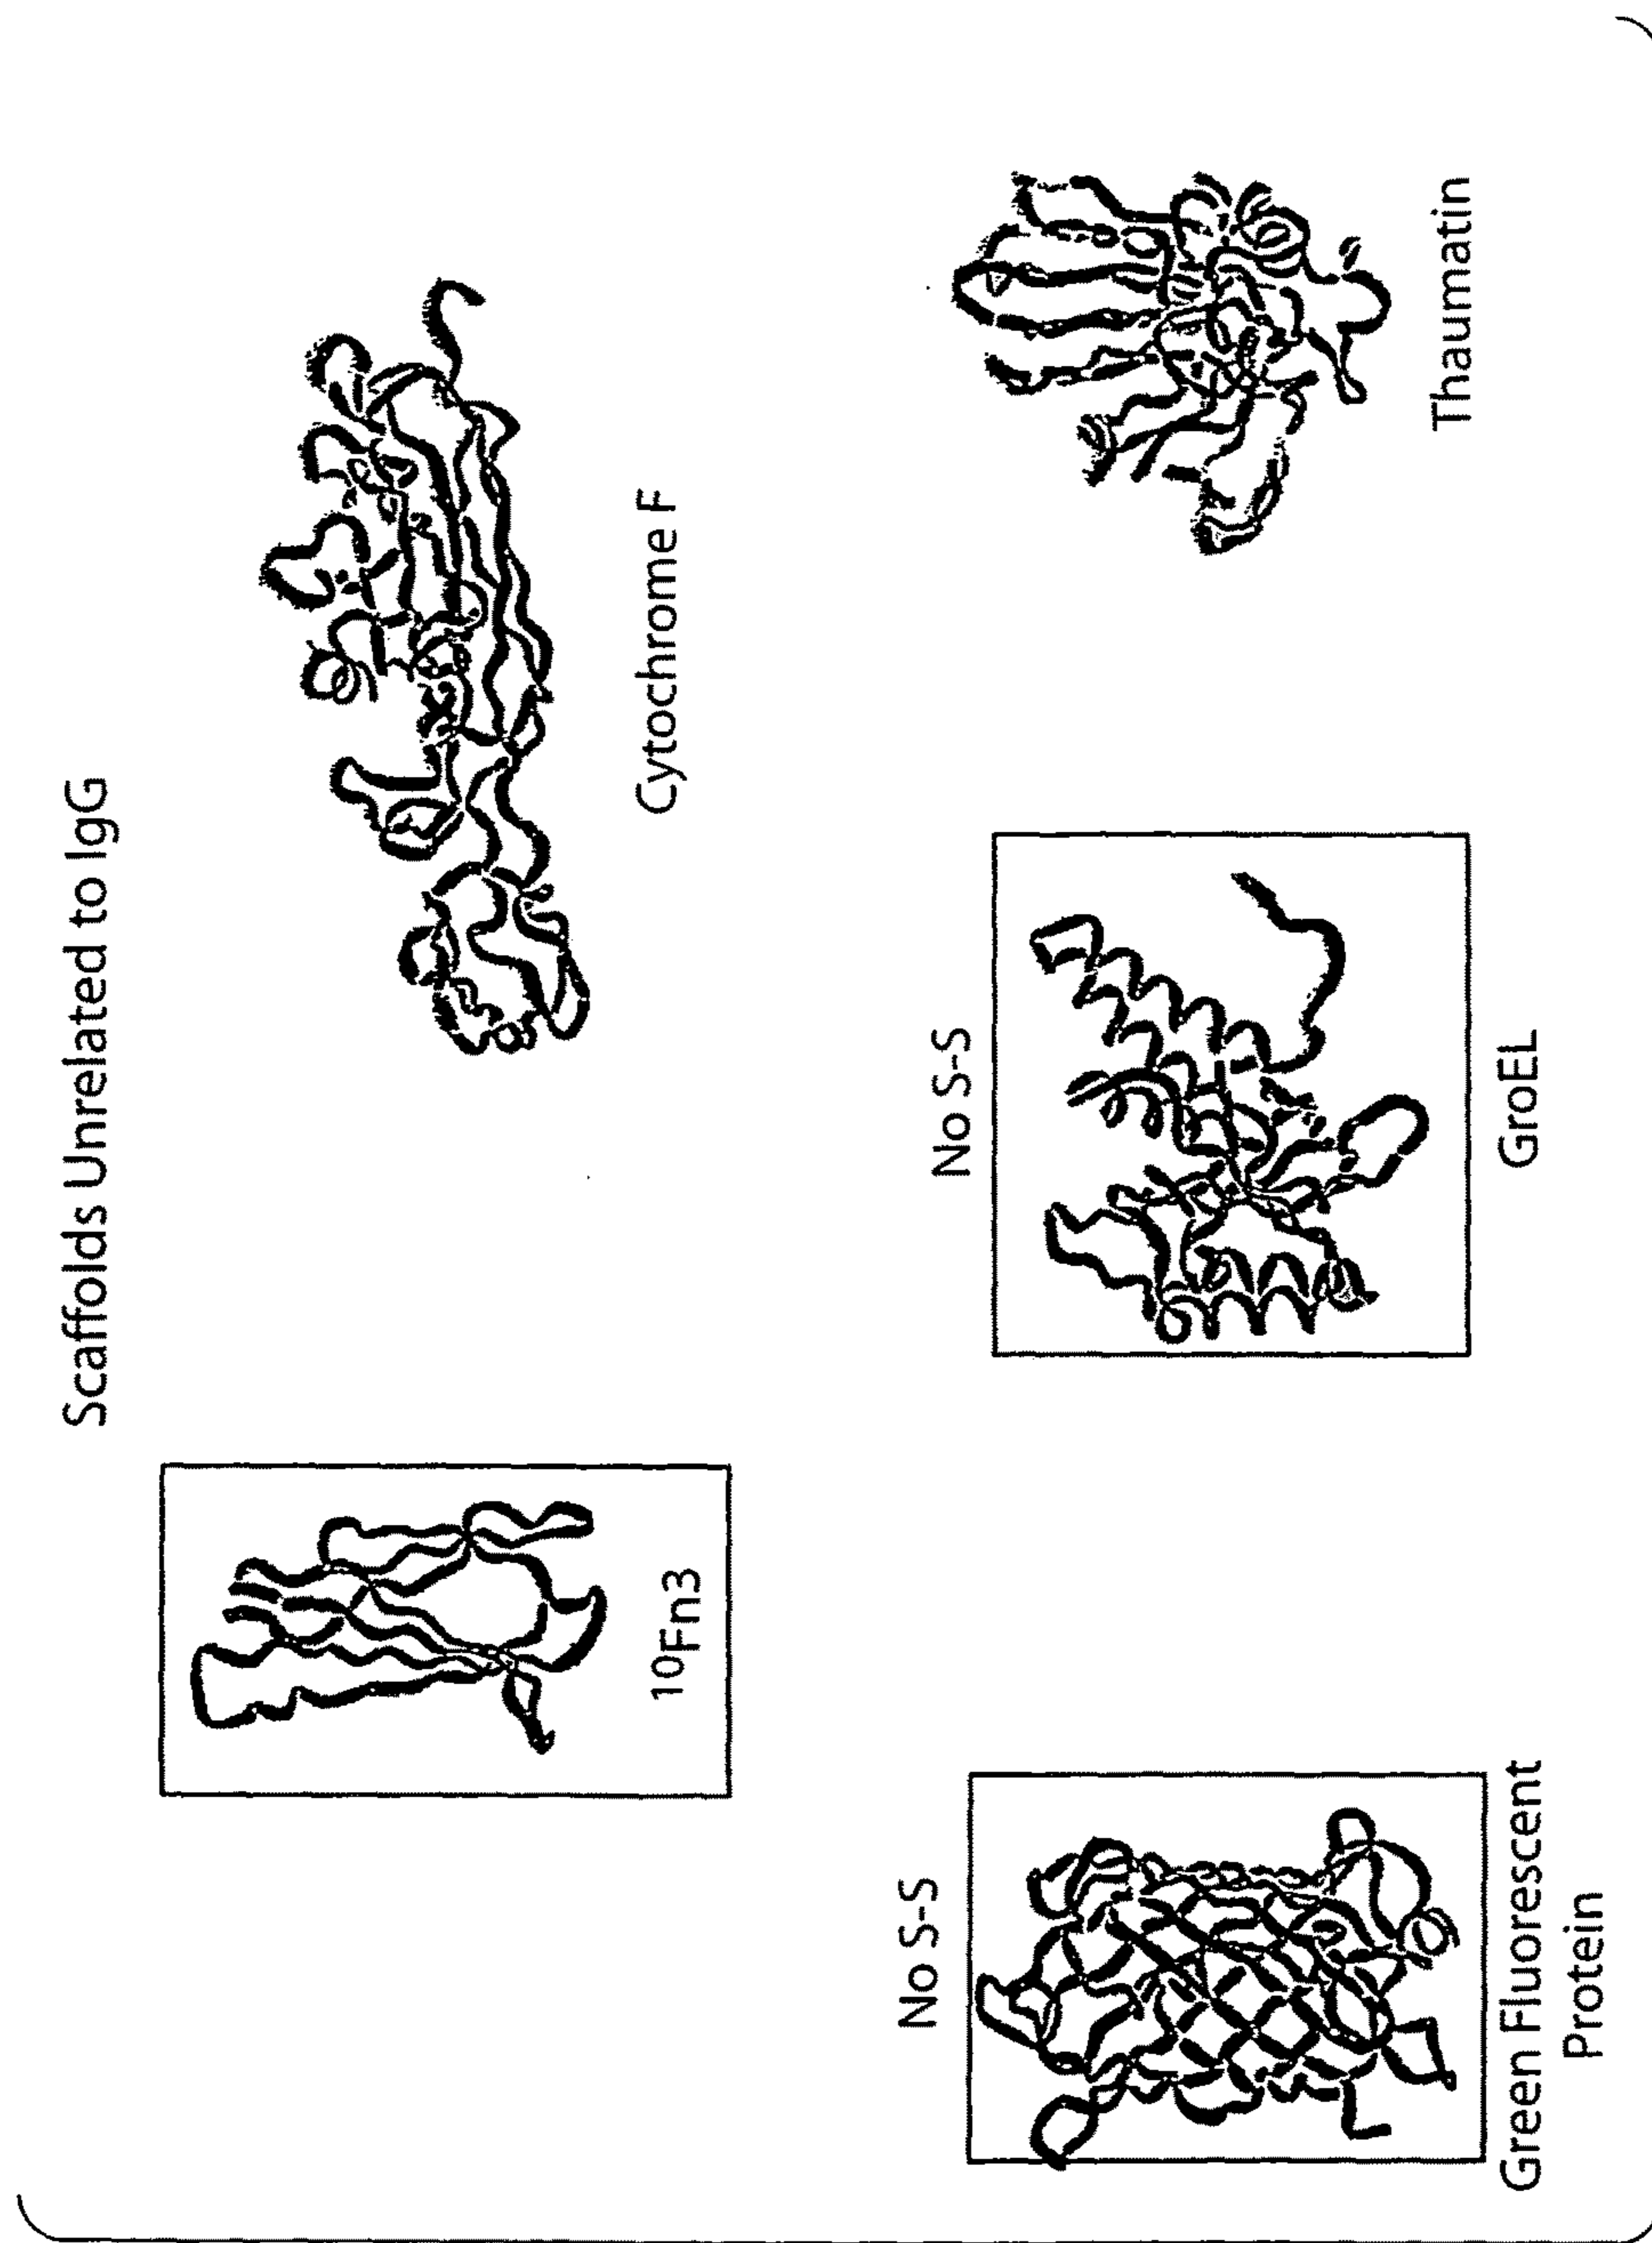 Scaffolds Unrelated to IgG
¹⁰Fn3
Cytochrome F
No S-S
Green Fluorescent
Protein
No S-S
GroEL
Thaumatin